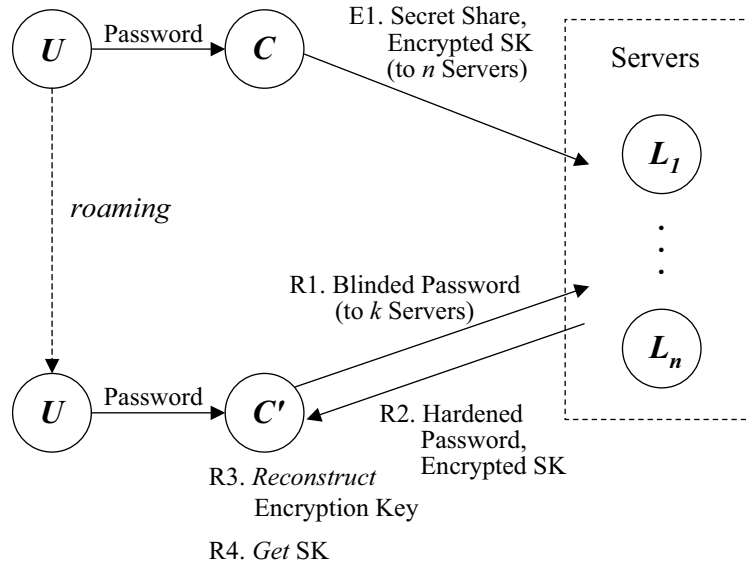 E1. Secret Share,
Encrypted SK
(to n Servers)
U
Password
C
Servers
L1
roaming
R1. Blinded Password
(to k Servers)
Ln
U
Password
C'
R2. Hardened
Password,
Encrypted SK
R3. Reconstruct
Encryption Key
R4. Get SK